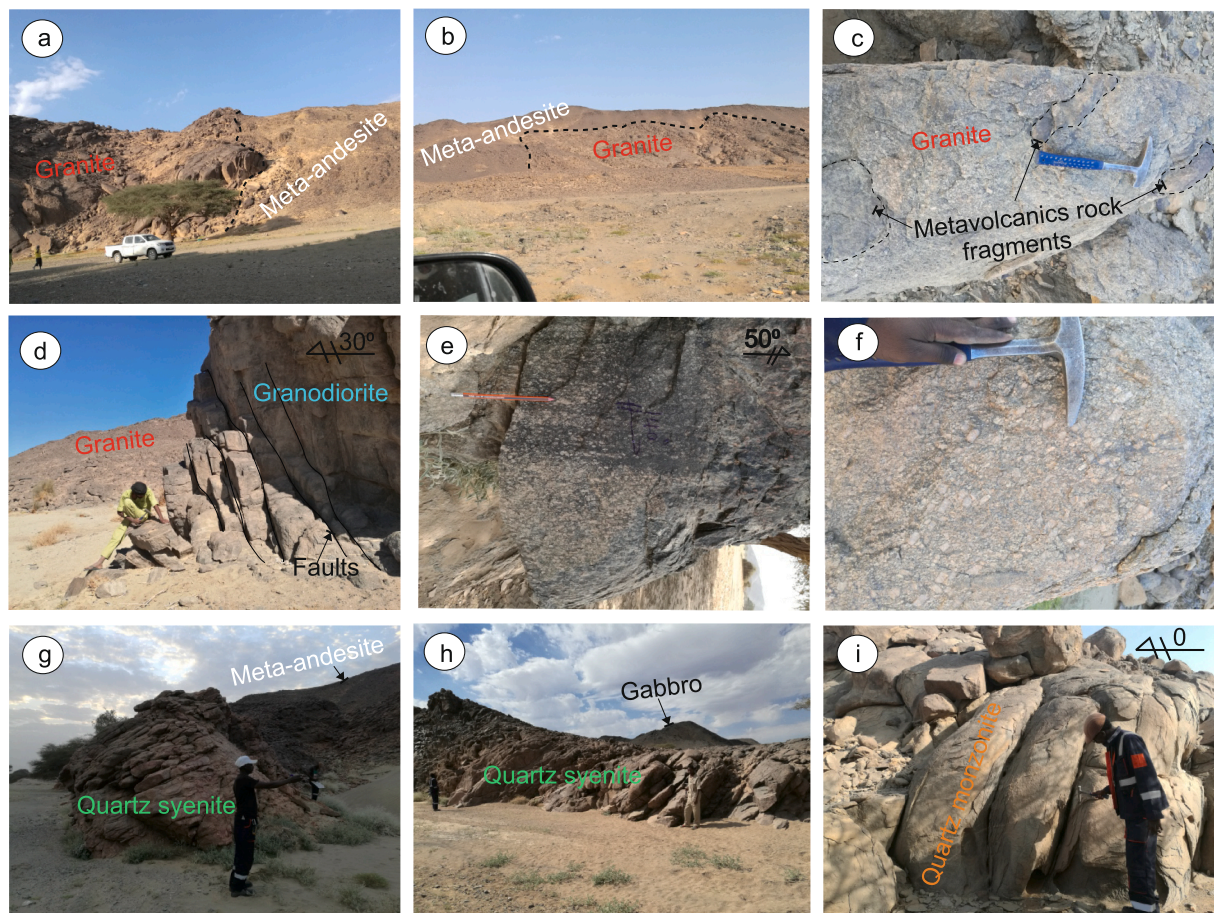 a
Granite
Meta-andesite
b
Meta-andesite
Granite
c
Granite
Metavolcanics rock
fragments
d
30º
Granodiorite
Granite
Faults
e
50º
f
g
Meta-andesite
Quartz syenite
h
Gabbro
Quartz syenite
i
0
Quartz monzonite